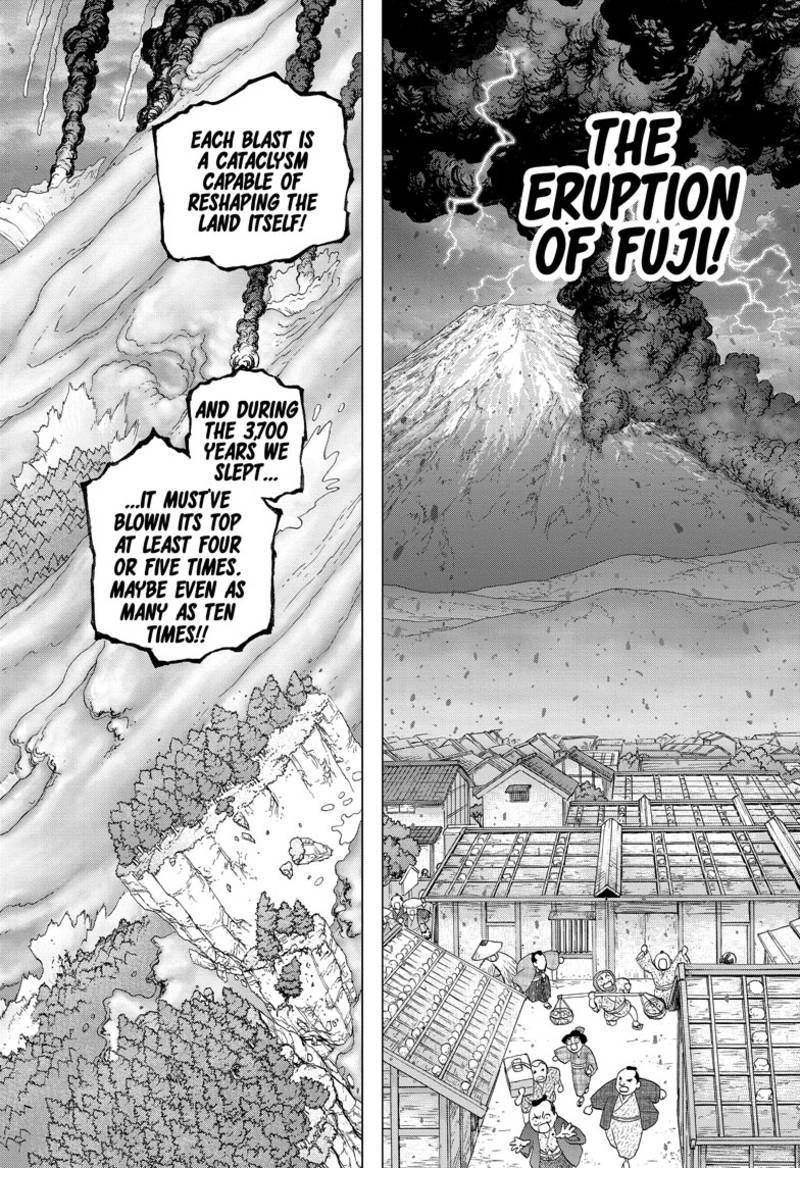 THE
ERUPTION
OF FUJI!
EACH BLAST IS
A CATACLYSM
CAPABLE OF
RESHAPING THE
LAND ITSELF!
AND DURING
THE 3,700
YEARS WE
SLEPT...
...IT MUST'VE
BLOWN ITS TOP
AT LEAST FOUR
OR FIVE TIMES.
MAYBE EVEN AS
MANY AS TEN
TIMES!!